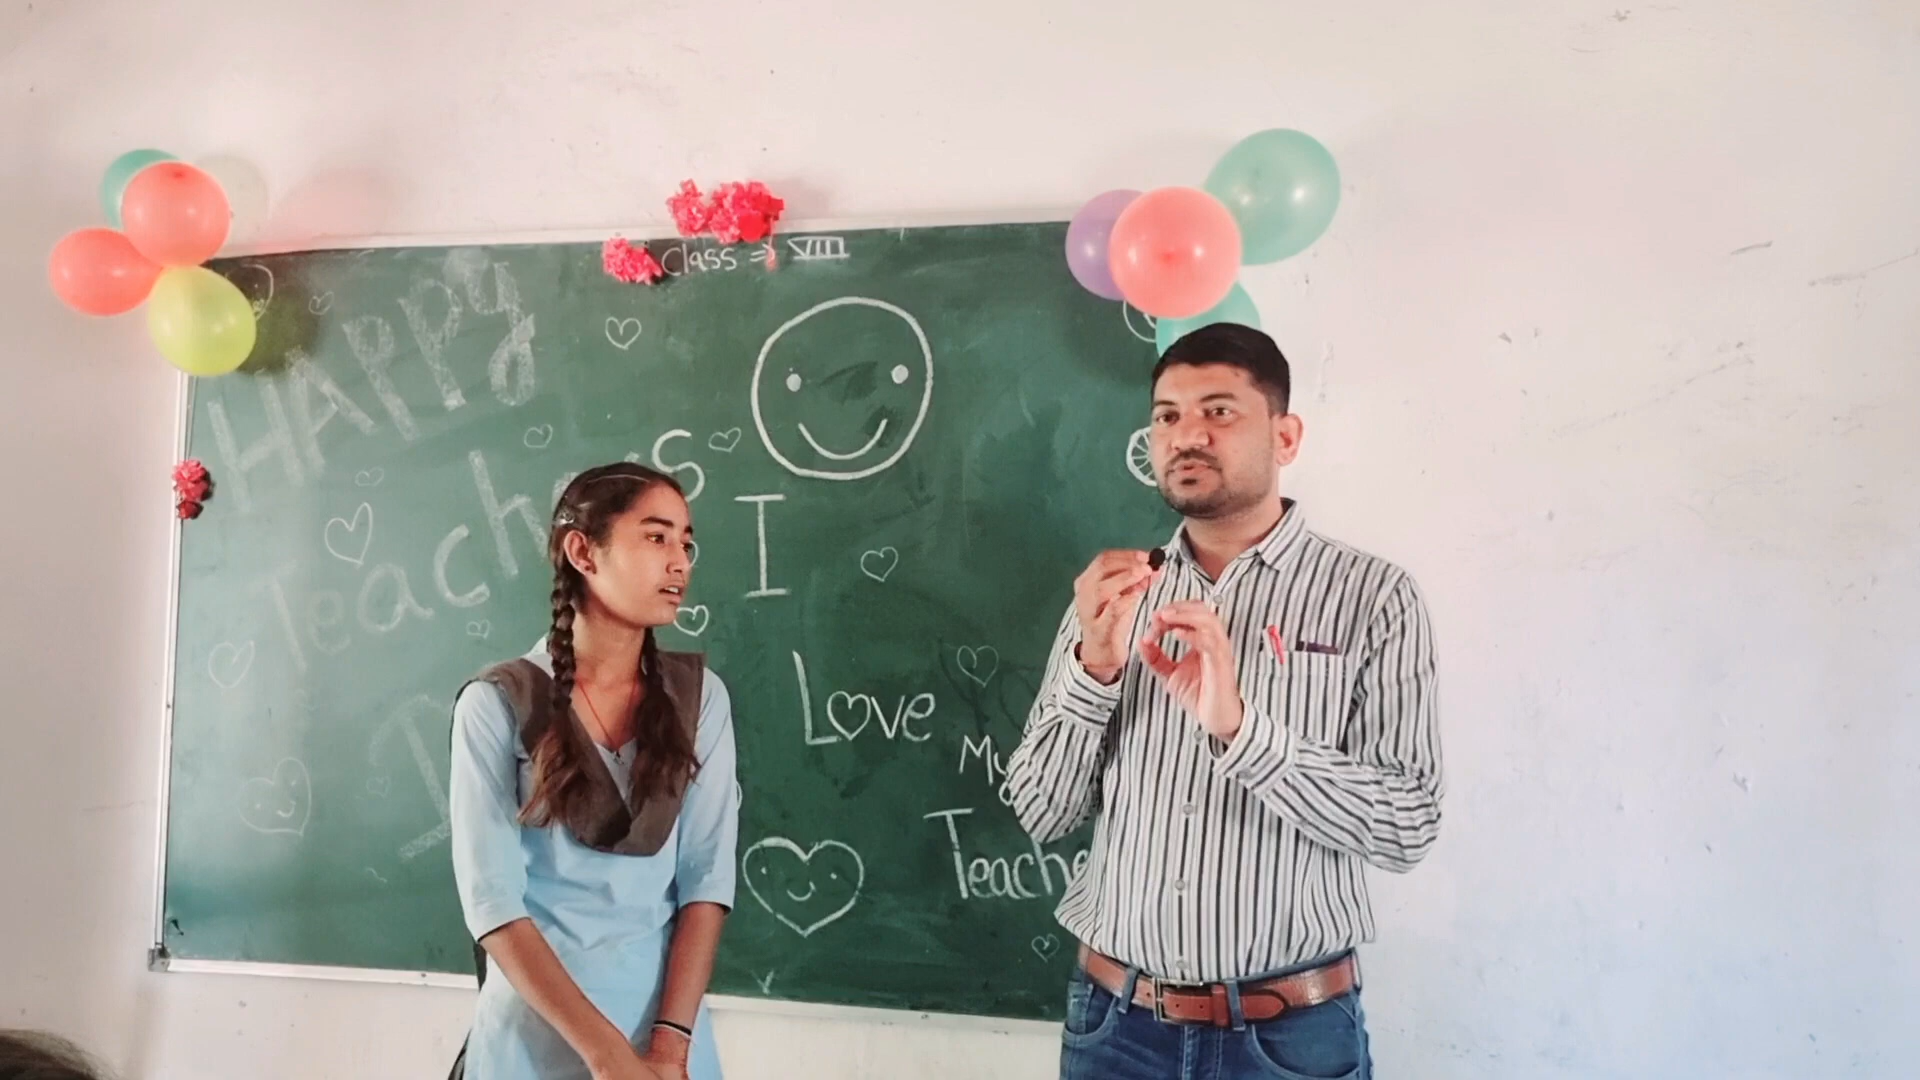 Class => VIII
HAPPY
Teachers
I
Love
My
Teache